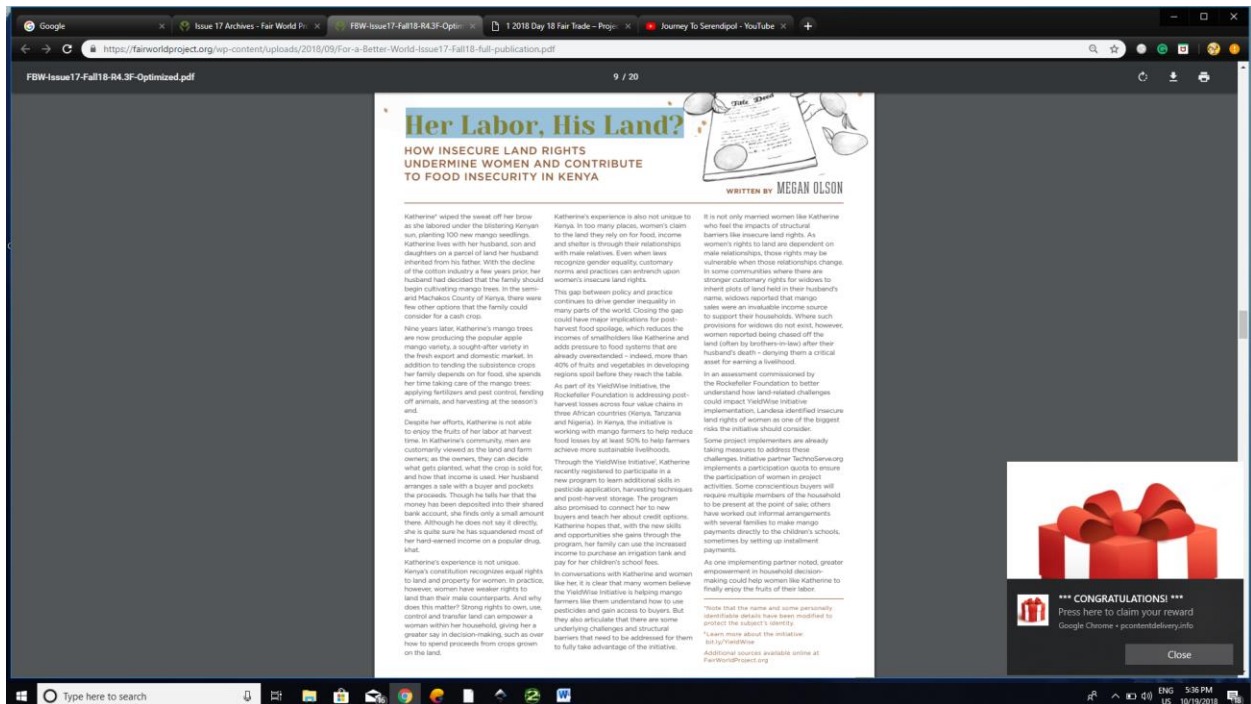 Google
Issue 17 Archives - Fair World Pr
FBW-Issue17-Fall18-R4.3F-Optim
1 2018 Day 18 Fair Trade – Proje
Journey To Serendipol - YouTube
https://fairworldproject.org/wp-content/uploads/2018/09/For-a-Better-World-Issue17-Fall18-full-publication.pdf
FBW-Issue17-Fall18-R4.3F-Optimized.pdf
9 / 20
Title Deed
Her Labor, His Land?
HOW INSECURE LAND RIGHTS
UNDERMINE WOMEN AND CONTRIBUTE
TO FOOD INSECURITY IN KENYA
WRITTEN BY MEGAN OLSON
Katherine* wiped the sweat off her brow
as she labored under the blistering Kenyan
sun, planting 100 new mango seedlings.
Katherine lives with her husband, son and
daughters on a parcel of land her husband
inherited from his father. With the decline
of the cotton industry a few years prior, her
husband had decided that the family should
begin cultivating mango trees. In the semi-
arid Machakos County of Kenya, there were
few other options that the family could
consider for a cash crop.
Nine years later, Katherine's mango trees
are now producing the popular apple
mango variety, a sought-after variety in
the fresh export and domestic market. In
addition to tending the subsistence crops
her family depends on for food, she spends
her time taking care of the mango trees:
applying fertilizers and pest control, fending
off animals, and harvesting at the season's
end.
Despite her efforts, Katherine is not able
to enjoy the fruits of her labor at harvest
time. In Katherine's community, men are
customarily viewed as the land and farm
owners; as the owners, they can decide
what gets planted, what the crop is sold for,
and how that income is used. Her husband
arranges a sale with a buyer and pockets
the proceeds. Though he tells her that the
money has been deposited into their shared
bank account, she finds only a small amount
there. Although he does not say it directly,
she is quite sure he has squandered most of
her hard-earned income on a popular drug,
khat.
Katherine's experience is not unique.
Kenya's constitution recognizes equal rights
to land and property for women. In practice,
however, women have weaker rights to
land than their male counterparts. And why
does this matter? Strong rights to own, use,
control and transfer land can empower a
woman within her household, giving her a
greater say in decision-making, such as over
how to spend proceeds from crops grown
on the land.
Katherine's experience is also not unique to
Kenya. In too many places, women's claim
to the land they rely on for food, income
and shelter is through their relationships
with male relatives. Even when laws
recognize gender equality, customary
norms and practices can entrench upon
women's insecure land rights.
This gap between policy and practice
continues to drive gender inequality in
many parts of the world. Closing the gap
could have major implications for post-
harvest food spoilage, which reduces the
incomes of smallholders like Katherine and
adds pressure to food systems that are
already overextended – indeed, more than
40% of fruits and vegetables in developing
regions spoil before they reach the table.
As part of its YieldWise Initiative, the
Rockefeller Foundation is addressing post-
harvest losses across four value chains in
three African countries (Kenya, Tanzania
and Nigeria). In Kenya, the initiative is
working with mango farmers to help reduce
food losses by at least 50% to help farmers
achieve more sustainable livelihoods.
Through the YieldWise Initiative', Katherine
recently registered to participate in a
new program to learn additional skills in
pesticide application, harvesting techniques
and post-harvest storage. The program
also promised to connect her to new
buyers and teach her about credit options.
Katherine hopes that, with the new skills
and opportunities she gains through the
program, her family can use the increased
income to purchase an irrigation tank and
pay for her children's school fees.
In conversations with Katherine and women
like her, it is clear that many women believe
the YieldWise Initiative is helping mango
farmers like them understand how to use
pesticides and gain access to buyers. But
they also articulate that there are some
underlying challenges and structural
barriers that need to be addressed for them
to fully take advantage of the initiative.
It is not only married women like Katherine
who feel the impacts of structural
barriers like insecure land rights. As
women's rights to land are dependent on
male relationships, those rights may be
vulnerable when those relationships change.
In some communities where there are
stronger customary rights for widows to
inherit plots of land held in their husband's
name, widows reported that mango
sales were an invaluable income source
to support their households. Where such
provisions for widows do not exist, however,
women reported being chased off the
land (often by brothers-in-law) after their
husband's death – denying them a critical
asset for earning a livelihood.
In an assessment commissioned by
the Rockefeller Foundation to better
understand how land-related challenges
could impact YieldWise Initiative
implementation, Landesa identified insecure
land rights of women as one of the biggest
risks the initiative should consider.
Some project implementers are already
taking measures to address these
challenges. Initiative partner TechnoServe.org
implements a participation quota to ensure
the participation of women in project
activities. Some conscientious buyers will
require multiple members of the household
to be present at the point of sale; others
have worked out informal arrangements
with several families to make mango
payments directly to the children's schools,
sometimes by setting up installment
payments.
As one implementing partner noted, greater
empowerment in household decision-
making could help women like Katherine to
finally enjoy the fruits of their labor.
*Note that the name and some personally
identifiable details have been modified to
protect the subject's identity.
Learn more about the initiative:
bit.ly/YieldWise
Additional sources available online at
FairWorldProject.org
*** CONGRATULATIONS! ***
Press here to claim your reward
Google Chrome • pcontentdelivery.info
Close
Type here to search
ENG
US
5:36 PM
10/19/2018